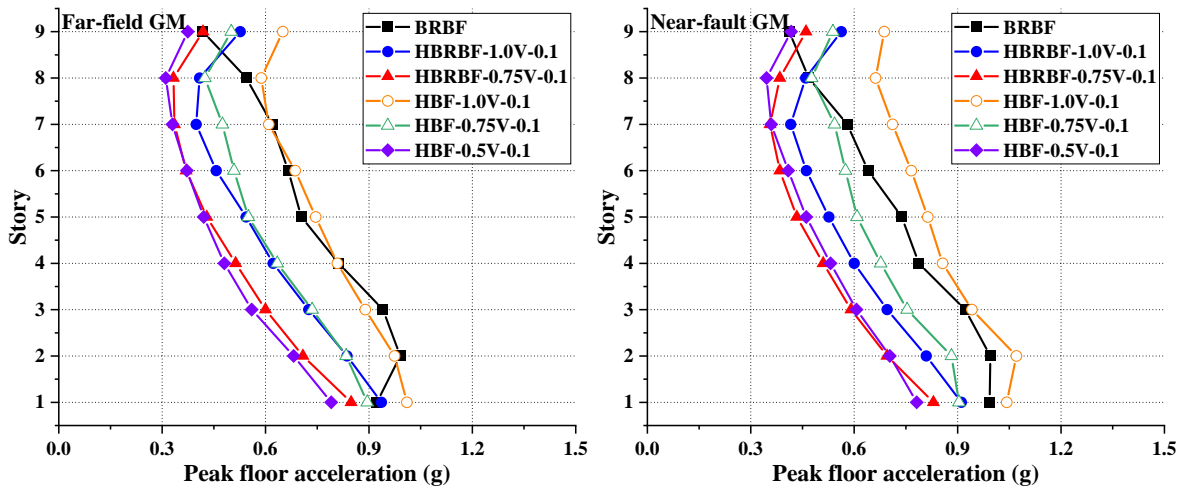 Far-field GM
BRBF
HBRBF-1.0V-0.1
HBRBF-0.75V-0.1
HBF-1.0V-0.1
HBF-0.75V-0.1
HBF-0.5V-0.1
9
8
7
6
5
4
3
2
1
Story
0.0 0.3 0.6 0.9 1.2 1.5
Peak floor acceleration (g)
Near-fault GM
BRBF
HBRBF-1.0V-0.1
HBRBF-0.75V-0.1
HBF-1.0V-0.1
HBF-0.75V-0.1
HBF-0.5V-0.1
9
8
7
6
5
4
3
2
1
Story
0.0 0.3 0.6 0.9 1.2 1.5
Peak floor acceleration (g)